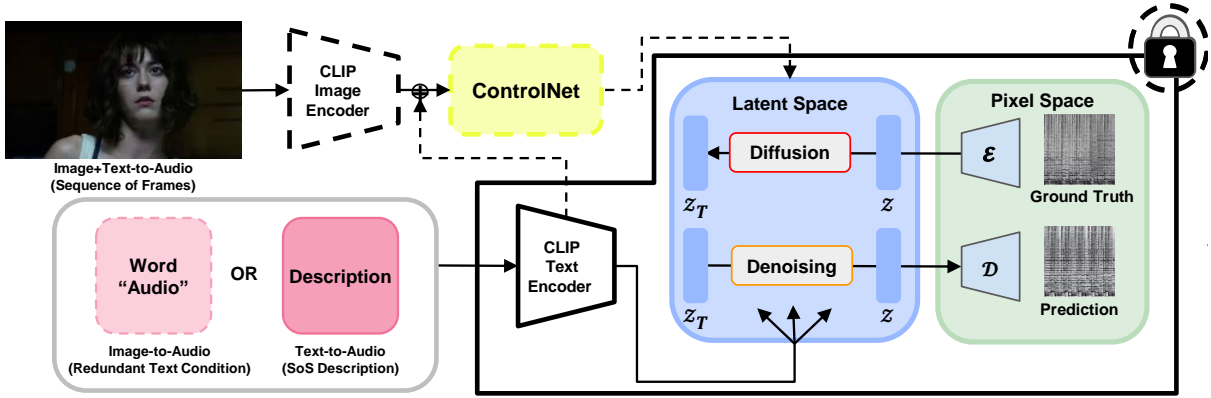 CLIP
Image
Encoder
ControlNet
Image+Text-to-Audio
(Sequence of Frames)
Word
“Audio”
OR
Description
Image-to-Audio
(Redundant Text Condition)
Text-to-Audio
(SoS Description)
CLIP
Text
Encoder
Latent Space
Diffusion
z_T
z
Denoising
z_T
z
Pixel Space
ℰ
Ground Truth
𝒟
Prediction